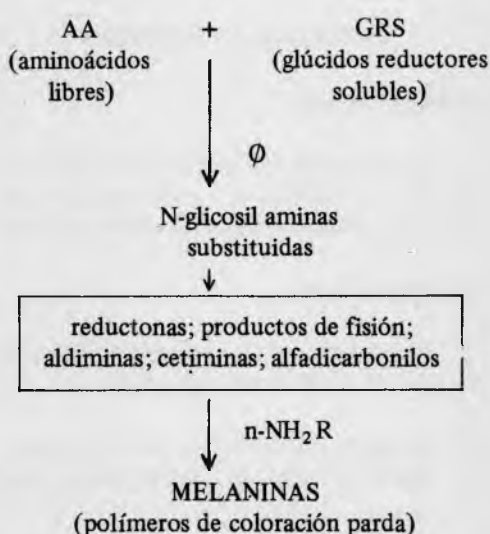 AA + GRS
(aminoácidos (glúcidos reductores
libres) solubles)
Ø
N-glicosil aminas
substituidas
reductonas; productos de fisión;
aldiminas; cetiminas; alfadicarbonilos
n-NH₂ R
MELANINAS
(polímeros de coloración parda)